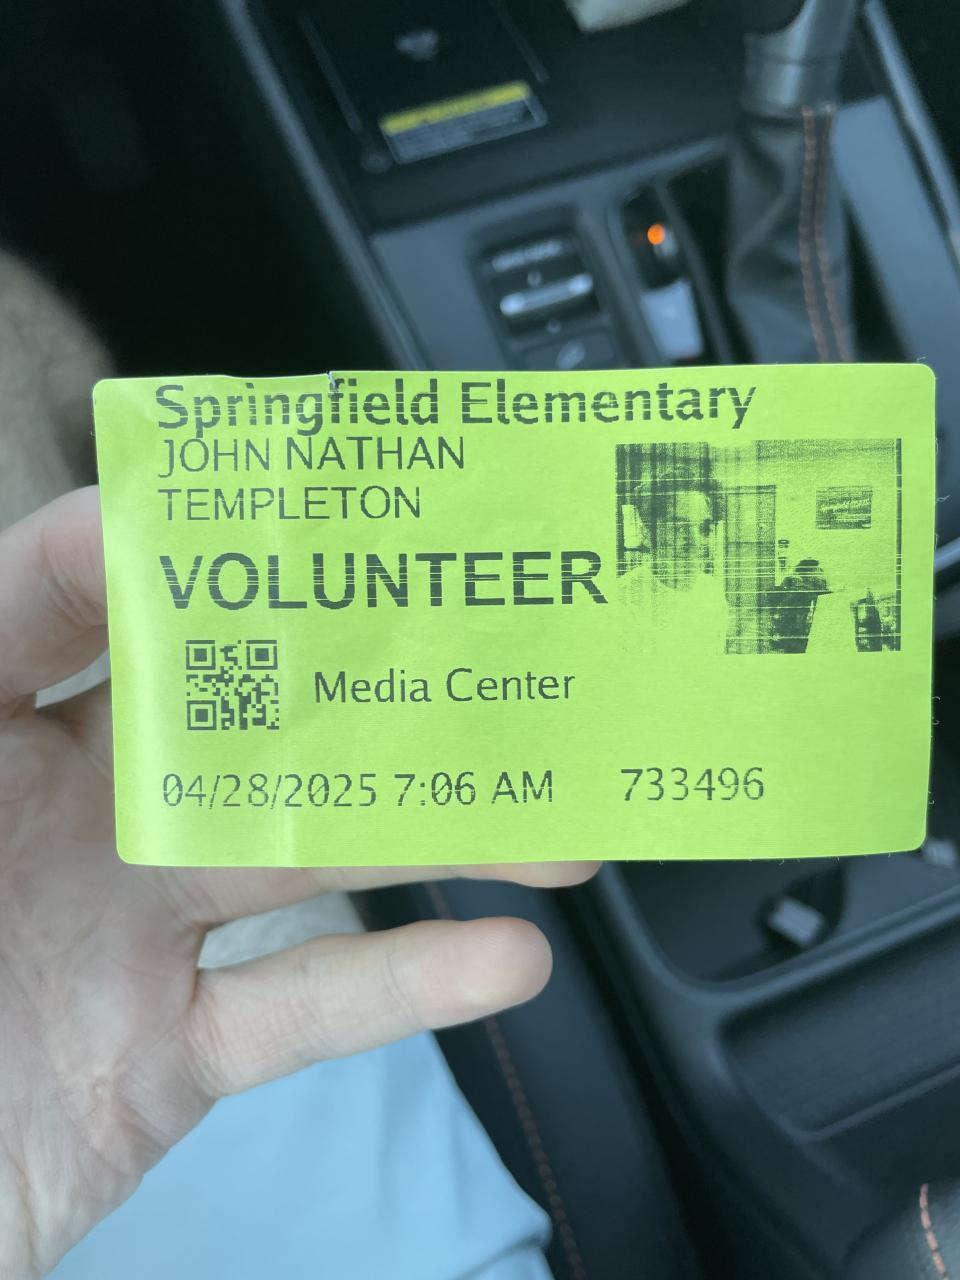 Springfield Elementary
JOHN NATHAN
TEMPLETON
VOLUNTEER
Media Center
04/28/2025 7:06 AM 733496